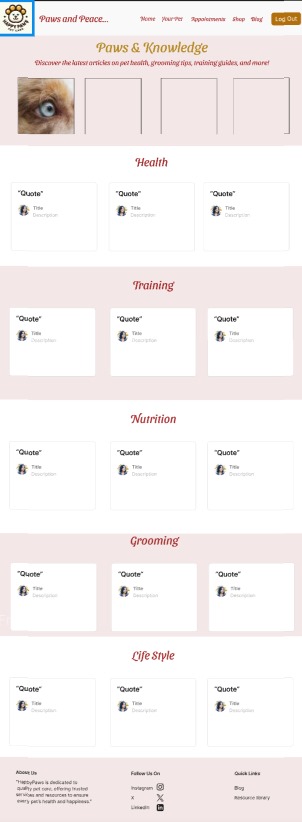 HAPPY PAWS
PET CARE
Paws and Peace...
Home Your Pet Appointments Shop Blog Log Out
Paws & Knowledge
Discover the latest articles on pet health, grooming tips, training guides, and more!
Health
"Quote" "Quote" "Quote"
Title Title Title
Description Description Description
Training
"Quote" "Quote" "Quote"
Title Title Title
Description Description Description
Nutrition
"Quote" "Quote" "Quote"
Title Title Title
Description Description Description
Grooming
"Quote" "Quote" "Quote"
Title Title Title
Description Description Description
Life Style
"Quote" "Quote" "Quote"
Title Title Title
Description Description Description
About Us Follow Us On Quick Links
"HappyPaws is dedicated to
quality pet care, offering trusted
services and resources to ensure
every pet's health and happiness."
Instagram
X
LinkedIn
Blog
Resource library